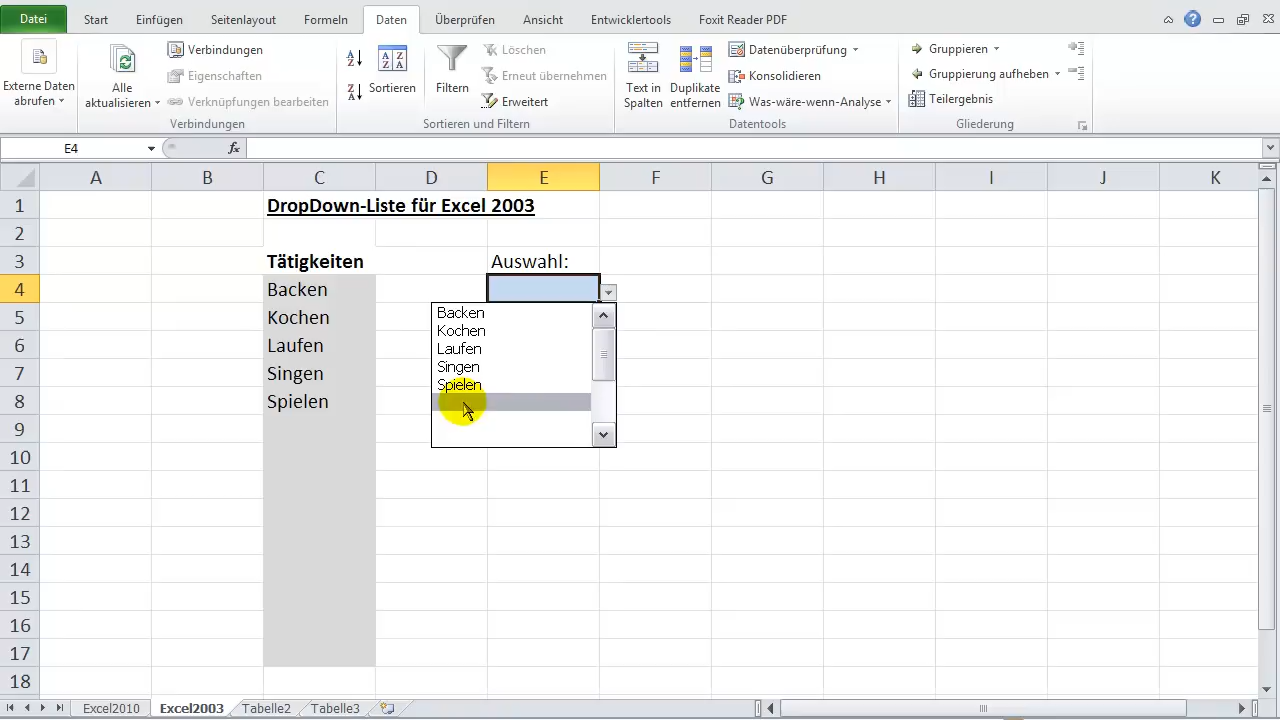 Datei Start Einfügen Seitenlayout Formeln Daten Überprüfen Ansicht Entwicklertools Foxit Reader PDF
Externe Daten abrufen
Alle aktualisieren
Verbindungen
Eigenschaften
Verknüpfungen bearbeiten
Verbindungen
Sortieren
Filtern
Löschen
Erneut übernehmen
Erweitert
Sortieren und Filtern
Text in Spalten
Duplikate entfernen
Datenüberprüfung
Konsolidieren
Was-wäre-wenn-Analyse
Datentools
Gruppieren
Gruppierung aufheben
Teilergebnis
Gliederung
E4 fx
A B C D E F G H I J K
1 DropDown-Liste für Excel 2003
2
3 Tätigkeiten Auswahl:
4 Backen
5 Kochen
6 Laufen
7 Singen
8 Spielen
9
10
11
12
13
14
15
16
17
18
Backen
Kochen
Laufen
Singen
Spielen
Excel2010 Excel2003 Tabelle2 Tabelle3